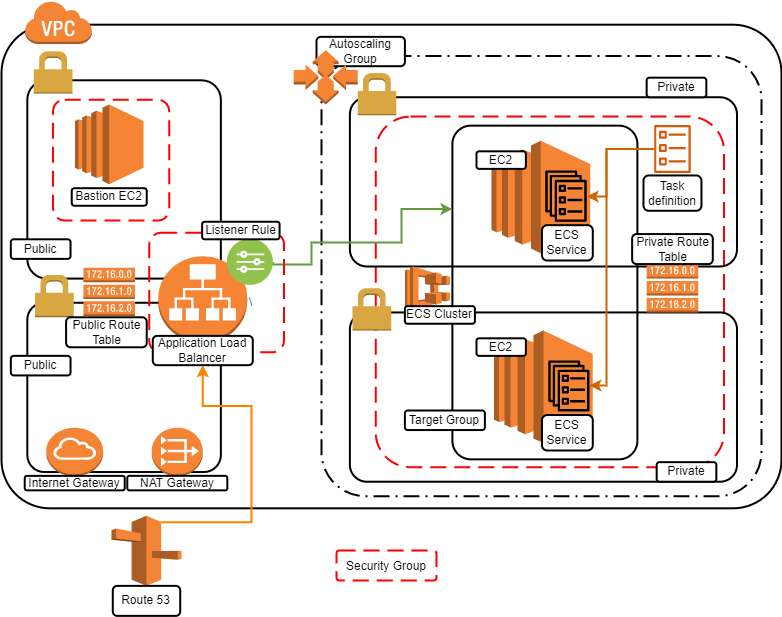 VPC
Autoscaling
Group
Private
Bastion EC2
EC2
Task
definition
Listener Rule
ECS
Service
Public
Private Route
Table
172.16.0.0
172.16.1.0
172.16.2.0
172.16.0.0
172.16.1.0
172.16.2.0
\
ECS Cluster
Public Route
Table
Application Load
Balancer
EC2
Public
Target Group
ECS
Service
Private
Internet Gateway
NAT Gateway
Security Group
Route 53